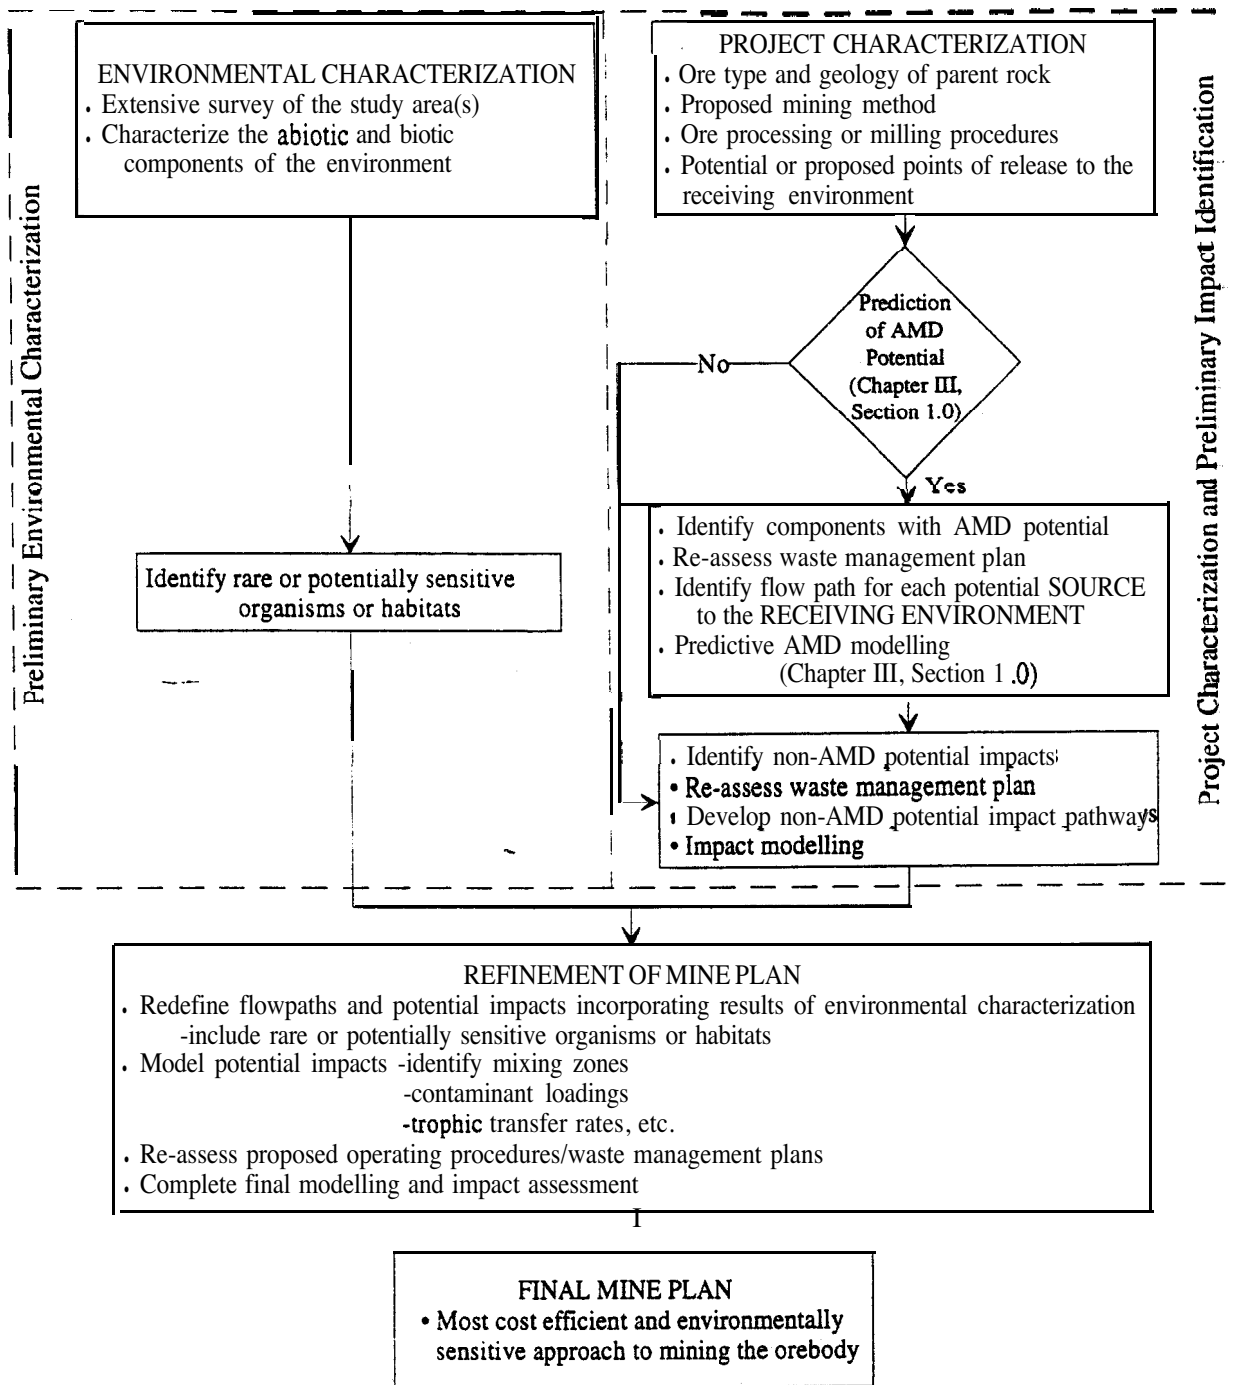 Preliminary Environmental Characterization
ENVIRONMENTAL CHARACTERIZATION
. Extensive survey of the study area(s)
. Characterize the abiotic and biotic
components of the environment
Identify rare or potentially sensitive
organisms or habitats
PROJECT CHARACTERIZATION
. Ore type and geology of parent rock
. Proposed mining method
. Ore processing or milling procedures
. Potential or proposed points of release to the
receiving environment
Prediction
of AMD
Potential
(Chapter III,
Section 1.0)
No
Yes
. Identify components with AMD potential
. Re-assess waste management plan
. Identify flow path for each potential SOURCE
to the RECEIVING ENVIRONMENT
. Predictive AMD modelling
(Chapter III, Section 1.0)
. Identify non-AMD potential impacts
• Re-assess waste management plan
. Develop non-AMD potential impact pathways
• Impact modelling
Project Characterization and Preliminary Impact Identification
REFINEMENT OF MINE PLAN
. Redefine flowpaths and potential impacts incorporating results of environmental characterization
-include rare or potentially sensitive organisms or habitats
. Model potential impacts -identify mixing zones
-contaminant loadings
-trophic transfer rates, etc.
. Re-assess proposed operating procedures/waste management plans
. Complete final modelling and impact assessment
FINAL MINE PLAN
• Most cost efficient and environmentally
sensitive approach to mining the orebody